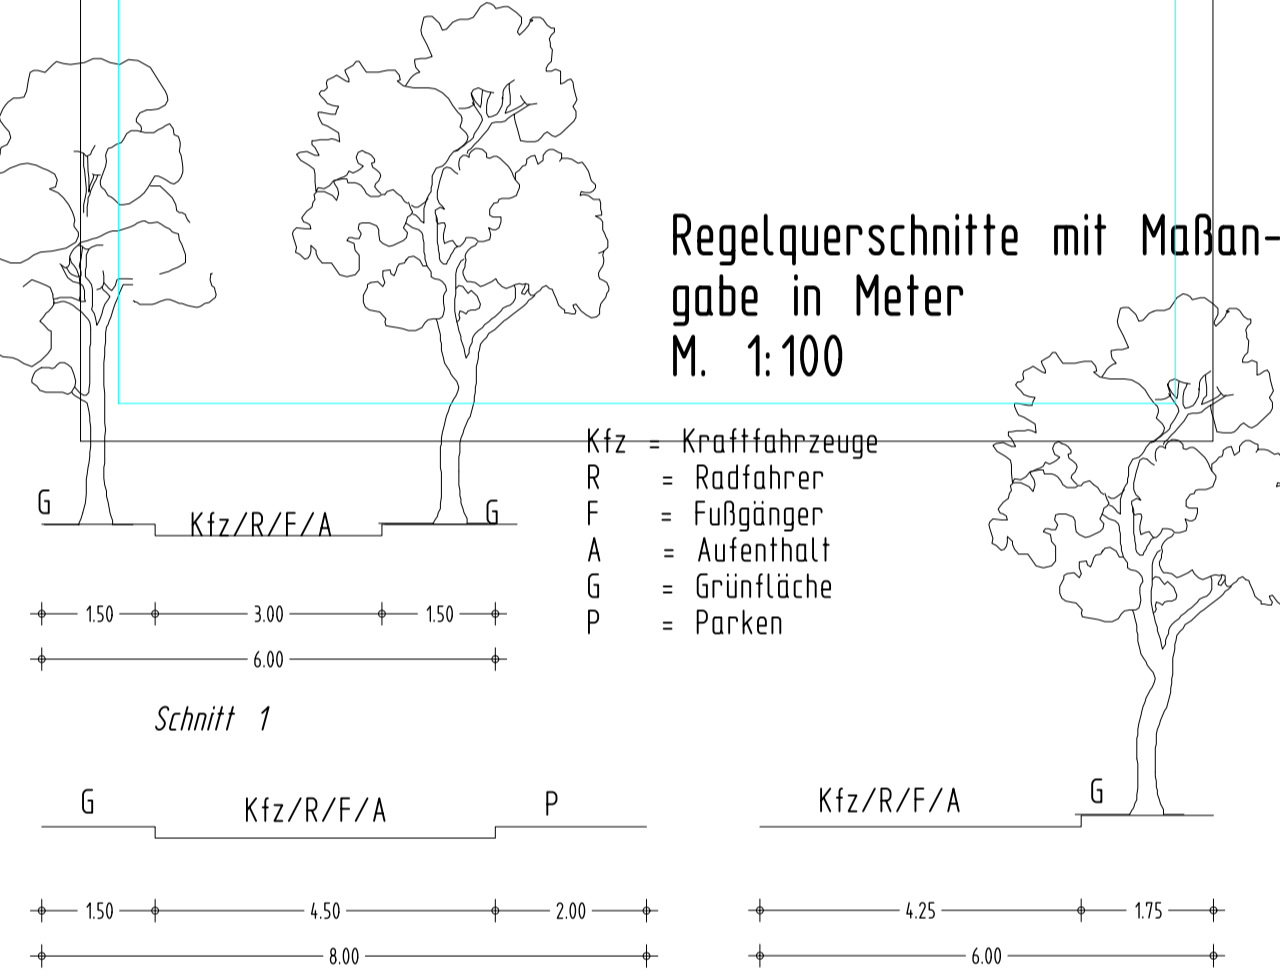 Regelquerschnitte mit Maßan-
gabe in Meter
M. 1:100
Kfz = Kraftfahrzeuge
R = Radfahrer
F = Fußgänger
A = Aufenthalt
G = Grünfläche
P = Parken
G Kfz/R/F/A G
1.50 3.00 1.50
6.00
Schnitt 1
G Kfz/R/F/A P
1.50 4.50 2.00
8.00
Kfz/R/F/A G
4.25 1.75
6.00